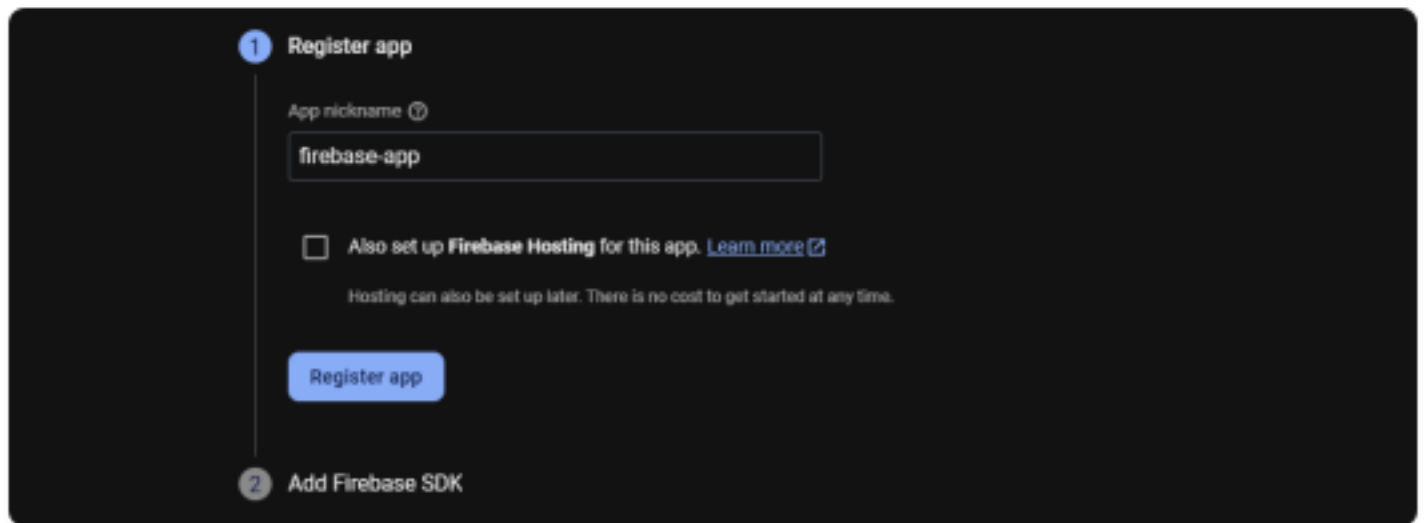 1 Register app
App nickname
firebase-app
Also set up Firebase Hosting for this app. Learn more
Hosting can also be set up later. There is no cost to get started at any time.
Register app
2 Add Firebase SDK